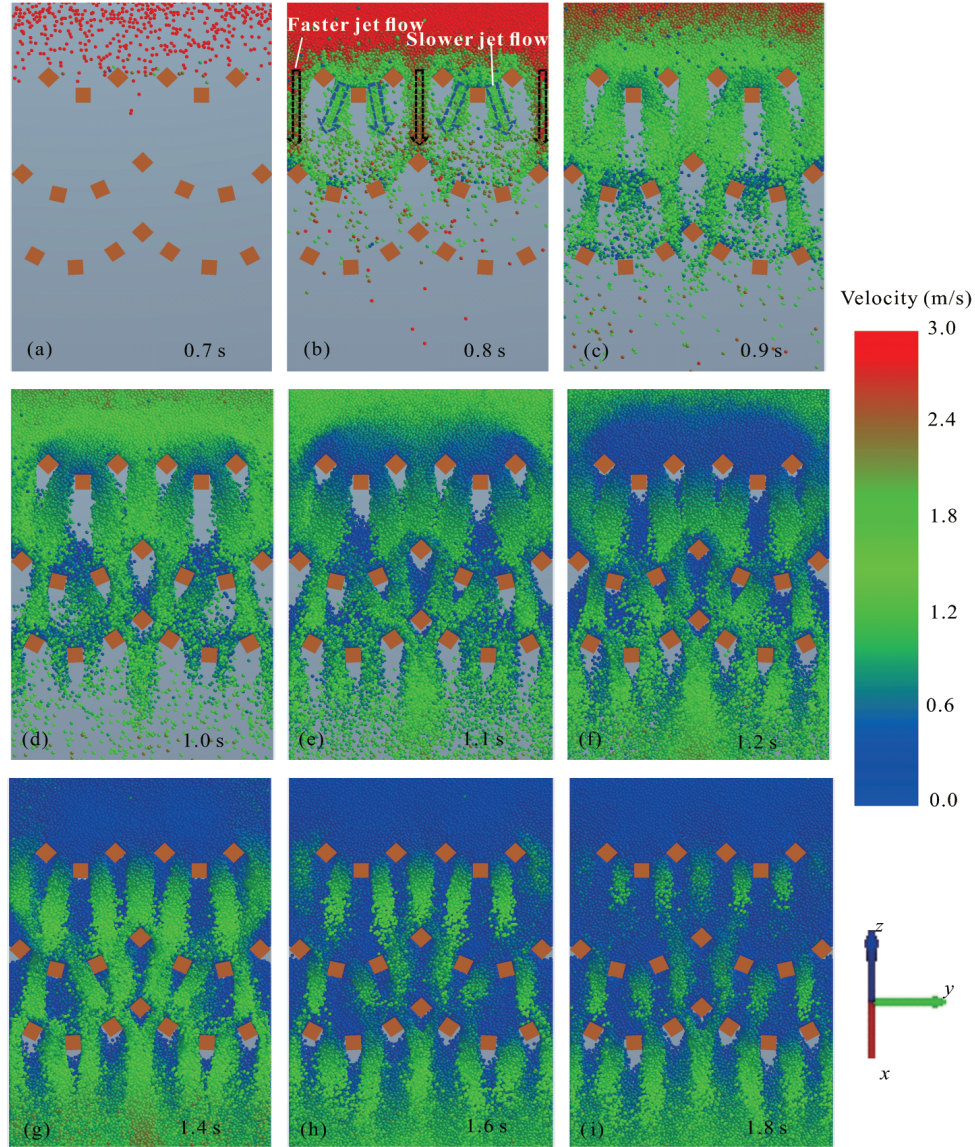 Faster jet flow
Slower jet flow
(a)
0.7 s
(b)
0.8 s
(c)
0.9 s
Velocity (m/s)
3.0
2.4
1.8
1.2
0.6
0.0
(d)
1.0 s
(e)
1.1 s
(f)
1.2 s
(g)
1.4 s
(h)
1.6 s
(i)
1.8 s
z
y
x